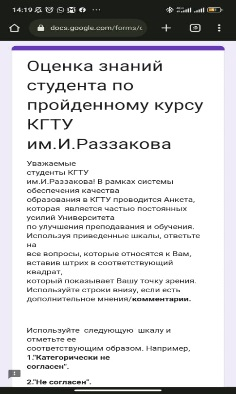 14:19
docs.google.com/forms/c
Оценка знаний
студента по
пройденному курсу
КГТУ
им.И.Раззакова
Уважаемые
студенты КГТУ
им.И.Раззакова! В рамках системы
обеспечения качества
образования в КГТУ проводится Анкета,
которая является частью постоянных
усилий Университета
по улучшения преподавания и обучения.
Используя приведенные шкалы, ответьте
на
все вопросы, которые относятся к Вам,
вставив штрих в соответствующий
квадрат,
который показывает Вашу точку зрения.
Используйте строки внизу, если есть
дополнительное мнения/комментарии.
Используйте следующую шкалу и
отметьте ее
соответствующим образом. Например,
1."Категорически не
согласен".
2."Не согласен".